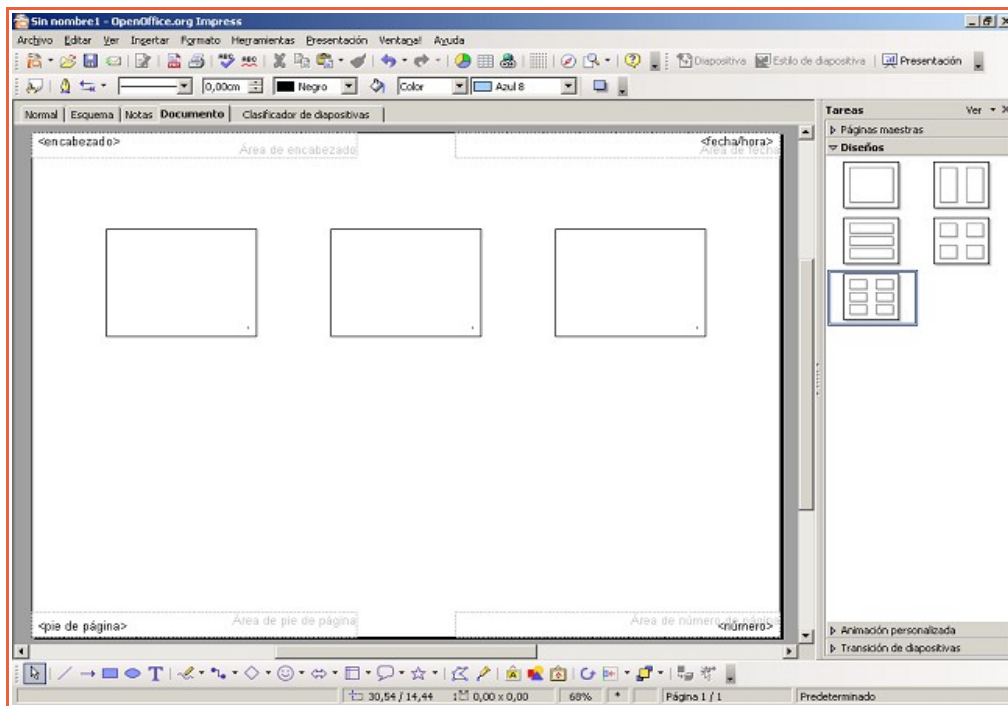 Sin nombre1 - OpenOffice.org Impress
Archivo Editar Ver Insertar Formato Herramientas Presentación Ventana! Ayuda
Diapositiva Estilo de diapositiva Presentación
0,00cm Negro Color Azul 8
Normal Esquema Notas Documento Clasificador de diapositivas
Tareas Ver
Páginas maestras
Diseños
<encabezado> Área de encabezado <fecha/hora> Área de fecha
<pie de página> Área de pie de página Área de número de página <número>
Animación personalizada
Transición de diapositivas
30,54 / 14,44 0,00 x 0,00 68% * Página 1 / 1 Predeterminado